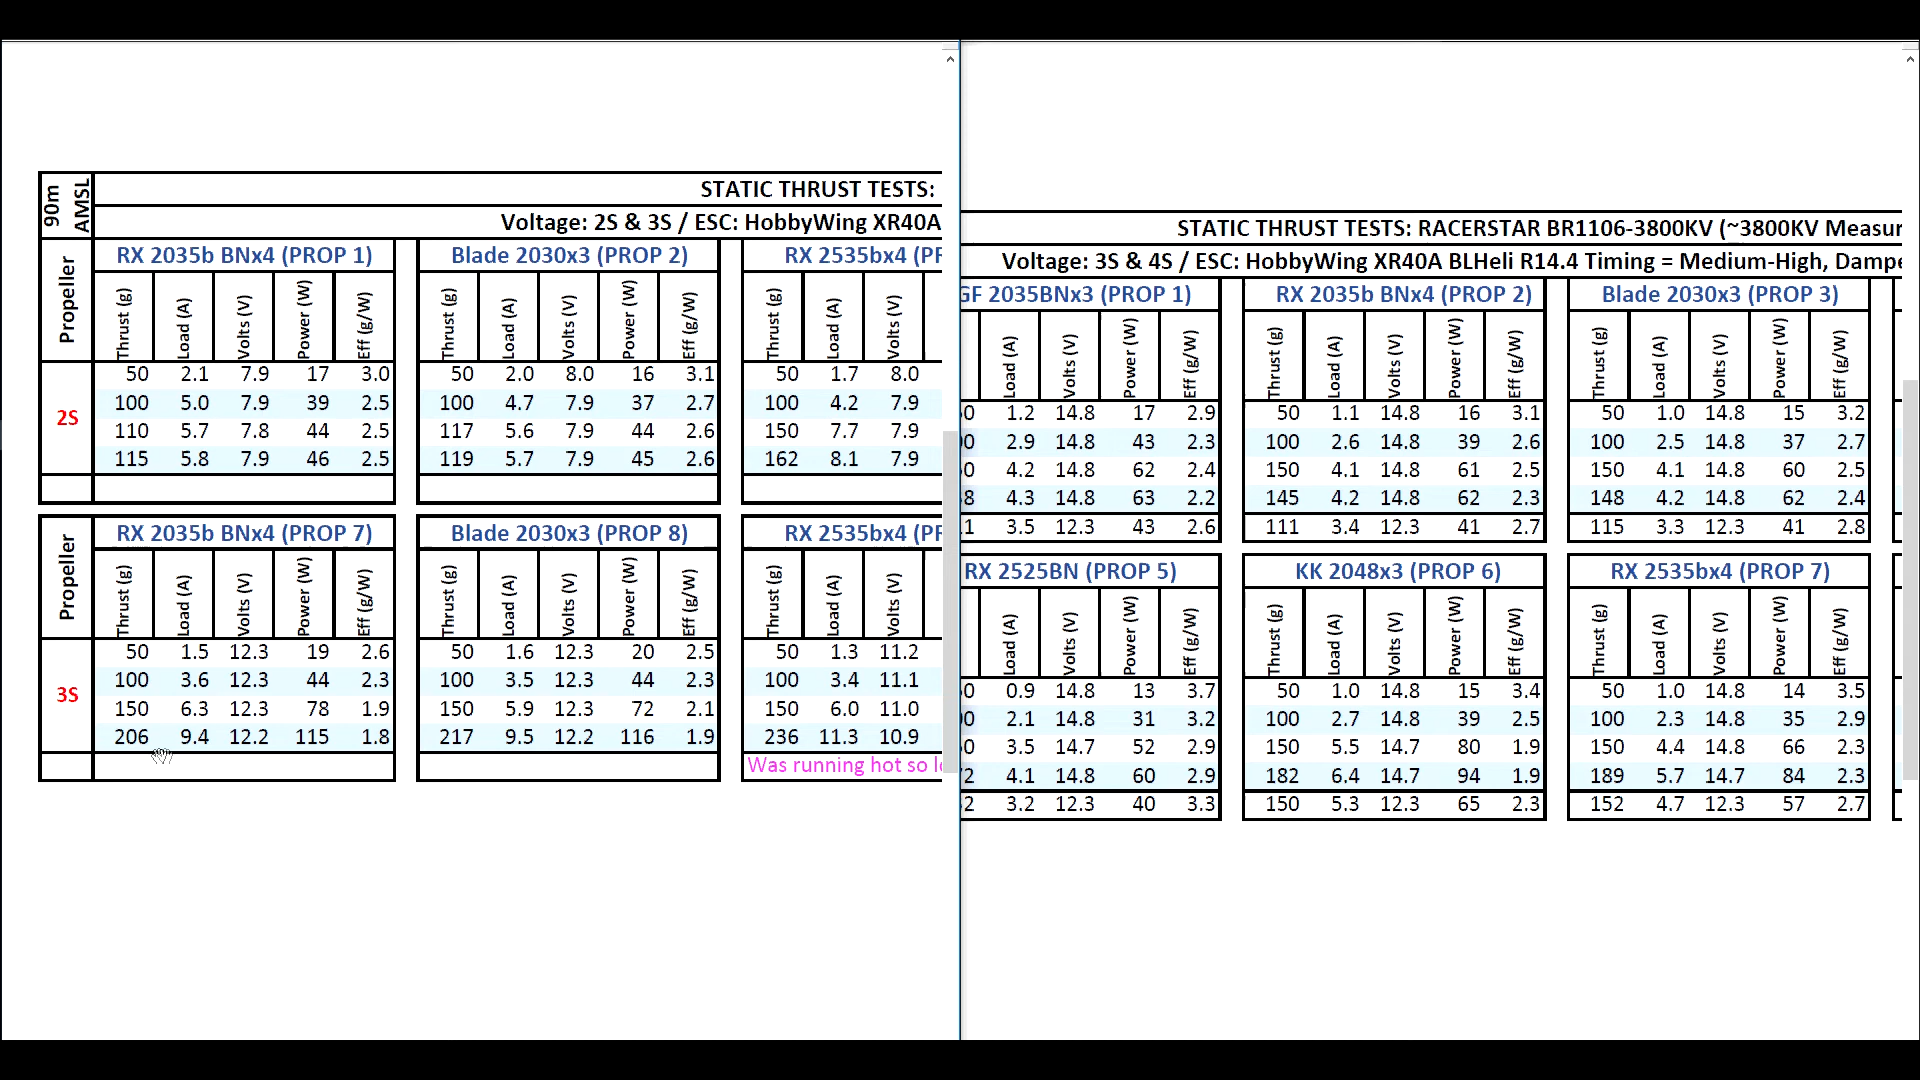 90m AMSL
STATIC THRUST TESTS:
Voltage: 2S & 3S / ESC: HobbyWing XR40A
Propeller
RX 2035b BNx4 (PROP 1) Blade 2030x3 (PROP 2) RX 2535bx4 (PR
Thrust (g) Load (A) Volts (V) Power (W) Eff (g/W) Thrust (g) Load (A) Volts (V) Power (W) Eff (g/W) Thrust (g) Load (A) Volts (V)
2S
50 2.1 7.9 17 3.0 50 2.0 8.0 16 3.1 50 1.7 8.0
100 5.0 7.9 39 2.5 100 4.7 7.9 37 2.7 100 4.2 7.9
110 5.7 7.8 44 2.5 117 5.6 7.9 44 2.6 150 7.7 7.9
115 5.8 7.9 46 2.5 119 5.7 7.9 45 2.6 162 8.1 7.9
Propeller
RX 2035b BNx4 (PROP 7) Blade 2030x3 (PROP 8) RX 2535bx4 (PR
Thrust (g) Load (A) Volts (V) Power (W) Eff (g/W) Thrust (g) Load (A) Volts (V) Power (W) Eff (g/W) Thrust (g) Load (A) Volts (V)
3S
50 1.5 12.3 19 2.6 50 1.6 12.3 20 2.5 50 1.3 11.2
100 3.6 12.3 44 2.3 100 3.5 12.3 44 2.3 100 3.4 11.1
150 6.3 12.3 78 1.9 150 5.9 12.3 72 2.1 150 6.0 11.0
206 9.4 12.2 115 1.8 217 9.5 12.2 116 1.9 236 11.3 10.9
Was running hot so l
STATIC THRUST TESTS: RACERSTAR BR1106-3800KV (~3800KV Measur
Voltage: 3S & 4S / ESC: HobbyWing XR40A BLHeli R14.4 Timing = Medium-High, Dampe
GF 2035BNx3 (PROP 1) RX 2035b BNx4 (PROP 2) Blade 2030x3 (PROP 3)
Load (A) Volts (V) Power (W) Eff (g/W) Thrust (g) Load (A) Volts (V) Power (W) Eff (g/W) Thrust (g) Load (A) Volts (V) Power (W) Eff (g/W)
0 1.2 14.8 17 2.9 50 1.1 14.8 16 3.1 50 1.0 14.8 15 3.2
0 2.9 14.8 43 2.3 100 2.6 14.8 39 2.6 100 2.5 14.8 37 2.7
0 4.2 14.8 62 2.4 150 4.1 14.8 61 2.5 150 4.1 14.8 60 2.5
8 4.3 14.8 63 2.2 145 4.2 14.8 62 2.3 148 4.2 14.8 62 2.4
1 3.5 12.3 43 2.6 111 3.4 12.3 41 2.7 115 3.3 12.3 41 2.8
RX 2525BN (PROP 5) KK 2048x3 (PROP 6) RX 2535bx4 (PROP 7)
Load (A) Volts (V) Power (W) Eff (g/W) Thrust (g) Load (A) Volts (V) Power (W) Eff (g/W) Thrust (g) Load (A) Volts (V) Power (W) Eff (g/W)
0 0.9 14.8 13 3.7 50 1.0 14.8 15 3.4 50 1.0 14.8 14 3.5
0 2.1 14.8 31 3.2 100 2.7 14.8 39 2.5 100 2.3 14.8 35 2.9
0 3.5 14.7 52 2.9 150 5.5 14.7 80 1.9 150 4.4 14.8 66 2.3
2 4.1 14.8 60 2.9 182 6.4 14.7 94 1.9 189 5.7 14.7 84 2.3
2 3.2 12.3 40 3.3 150 5.3 12.3 65 2.3 152 4.7 12.3 57 2.7